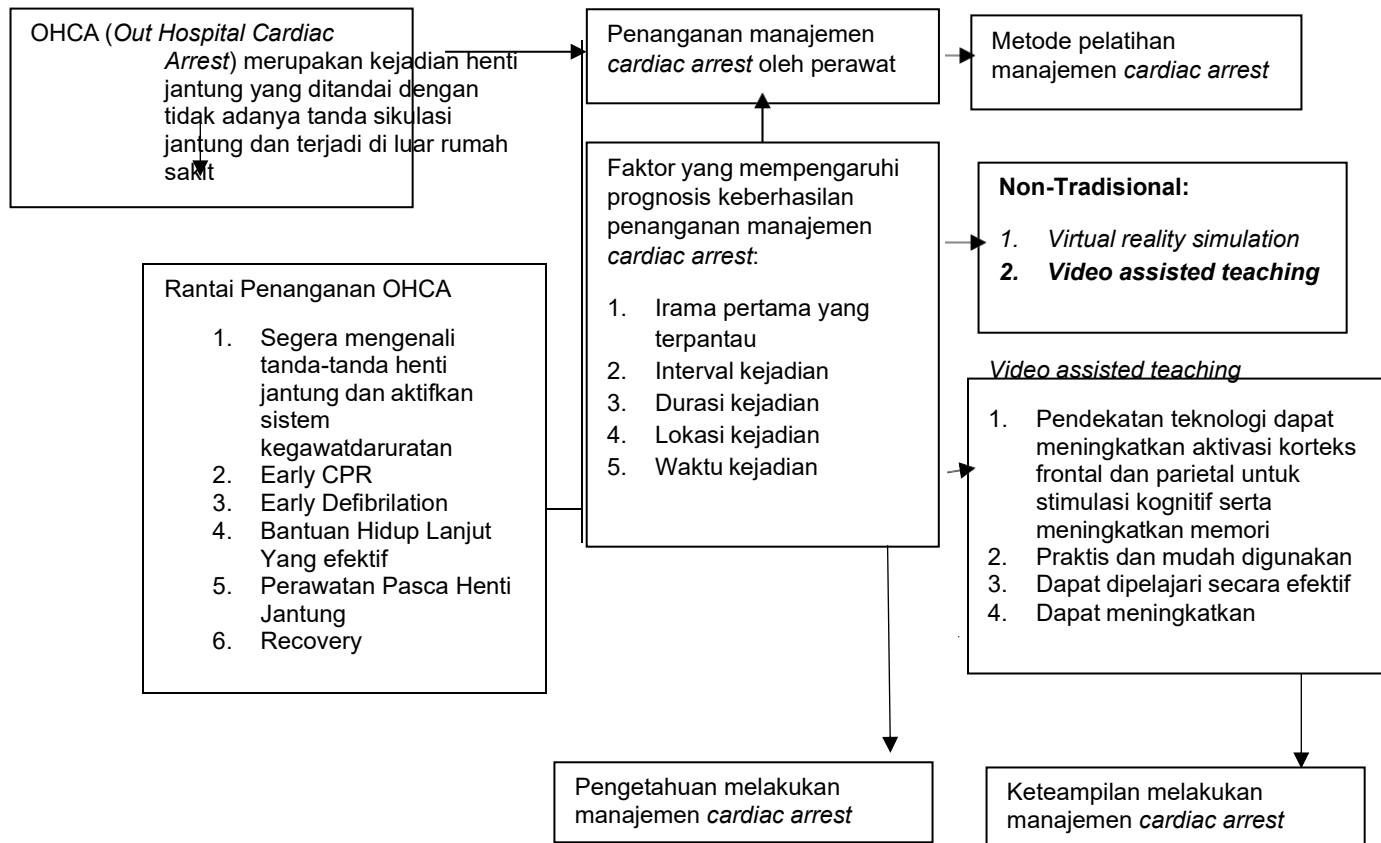 OHCA (Out Hospital Cardiac
Arrest) merupakan kejadian henti
jantung yang ditandai dengan
tidak adanya tanda sikulasi
jantung dan terjadi di luar rumah
sakit
Penanganan manajemen
cardiac arrest oleh perawat
Metode pelatihan
manajemen cardiac arrest
Rantai Penanganan OHCA
1. Segera mengenali
tanda-tanda henti
jantung dan aktifkan
sistem
kegawatdaruratan
2. Early CPR
3. Early Defibrilation
4. Bantuan Hidup Lanjut
Yang efektif
5. Perawatan Pasca Henti
Jantung
6. Recovery
Faktor yang mempengaruhi
prognosis keberhasilan
penanganan manajemen
cardiac arrest:
1. Irama pertama yang
terpantau
2. Interval kejadian
3. Durasi kejadian
4. Lokasi kejadian
5. Waktu kejadian
Non-Tradisional:
1. Virtual reality simulation
2. Video assisted teaching
Video assisted teaching
1. Pendekatan teknologi dapat
meningkatkan aktivasi korteks
frontal dan parietal untuk
stimulasi kognitif serta
meningkatkan memori
2. Praktis dan mudah digunakan
3. Dapat dipelajari secara efektif
4. Dapat meningkatkan
Pengetahuan melakukan
manajemen cardiac arrest
Keteampilan melakukan
manajemen cardiac arrest